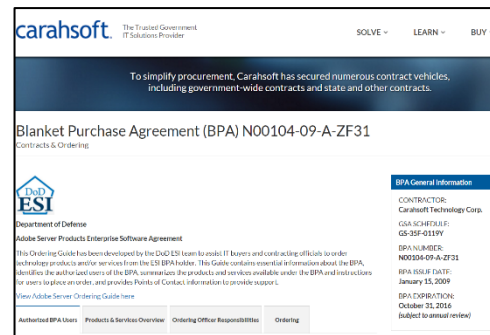 carahsoft.
The Trusted Government
IT Solutions Provider
SOLVE
LEARN
BUY
To simplify procurement, Carahsoft has secured numerous contract vehicles,
including government-wide contracts and state and other contracts.
Blanket Purchase Agreement (BPA) N00104-09-A-ZF31
Contracts & Ordering
DoD
ESI
Department of Defense
Adobe Server Products Enterprise Software Agreement
This Ordering Guide has been developed by the DoD ESI team to assist IT buyers and contracting officials to order
technology products and/or services from the ESI BPA holder. This Guide contains essential information about the BPA,
identifies the authorized users of the BPA, summarizes the products and services available under the BPA and instructions
for users to place an order, and provides Points of Contact information to provide support.
View Adobe Server Ordering Guide here
Authorized BPA Users
Products & Services Overview
Ordering Officer Responsibilities
Ordering
BPA General Information
CONTRACTOR:
Carahsoft Technology Corp.
GSA SCHEDULE:
GS-35F-0119Y
BPA NUMBER:
N00104-09-A-ZF31
BPA ISSUE DATE:
January 15, 2009
BPA EXPIRATION:
October 31, 2016
(subject to annual review)